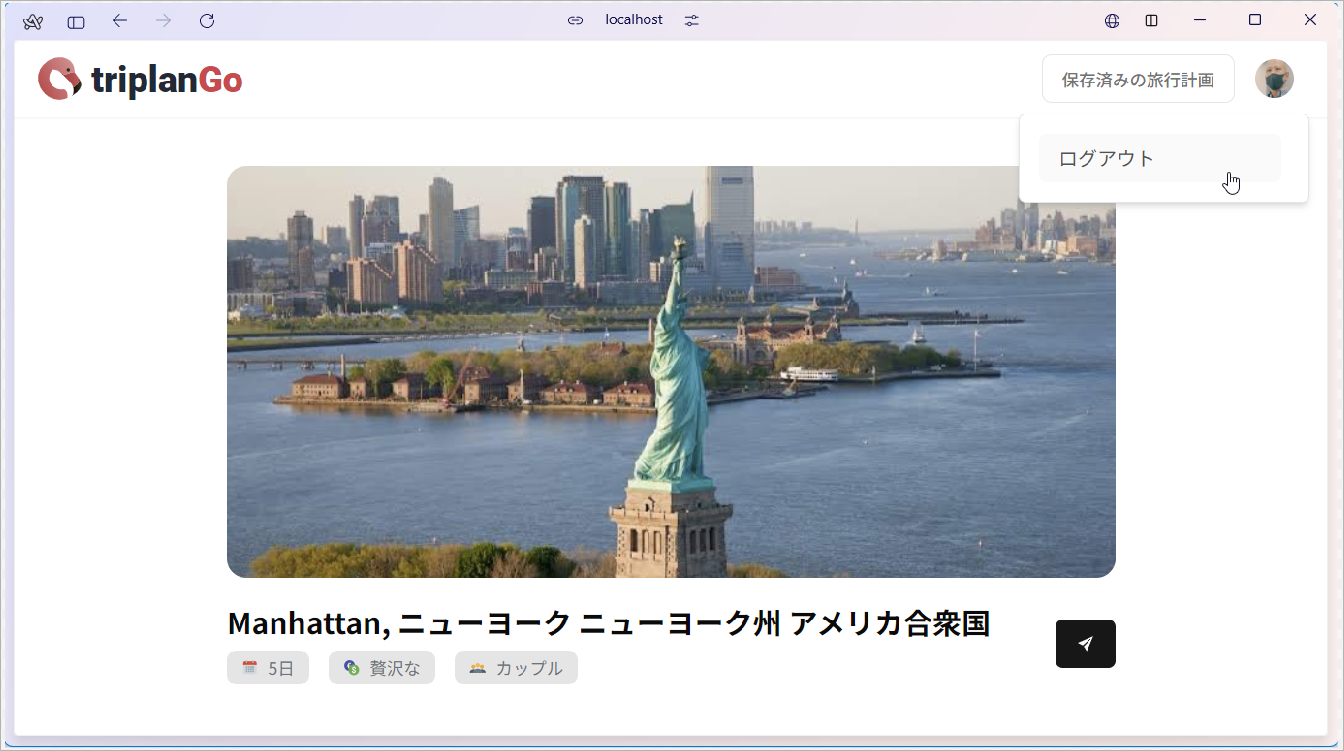 localhost
triplanGo
保存済みの旅行計画
ログアウト
Manhattan, ニューヨーク ニューヨーク州 アメリカ合衆国
5日
贅沢な
カップル